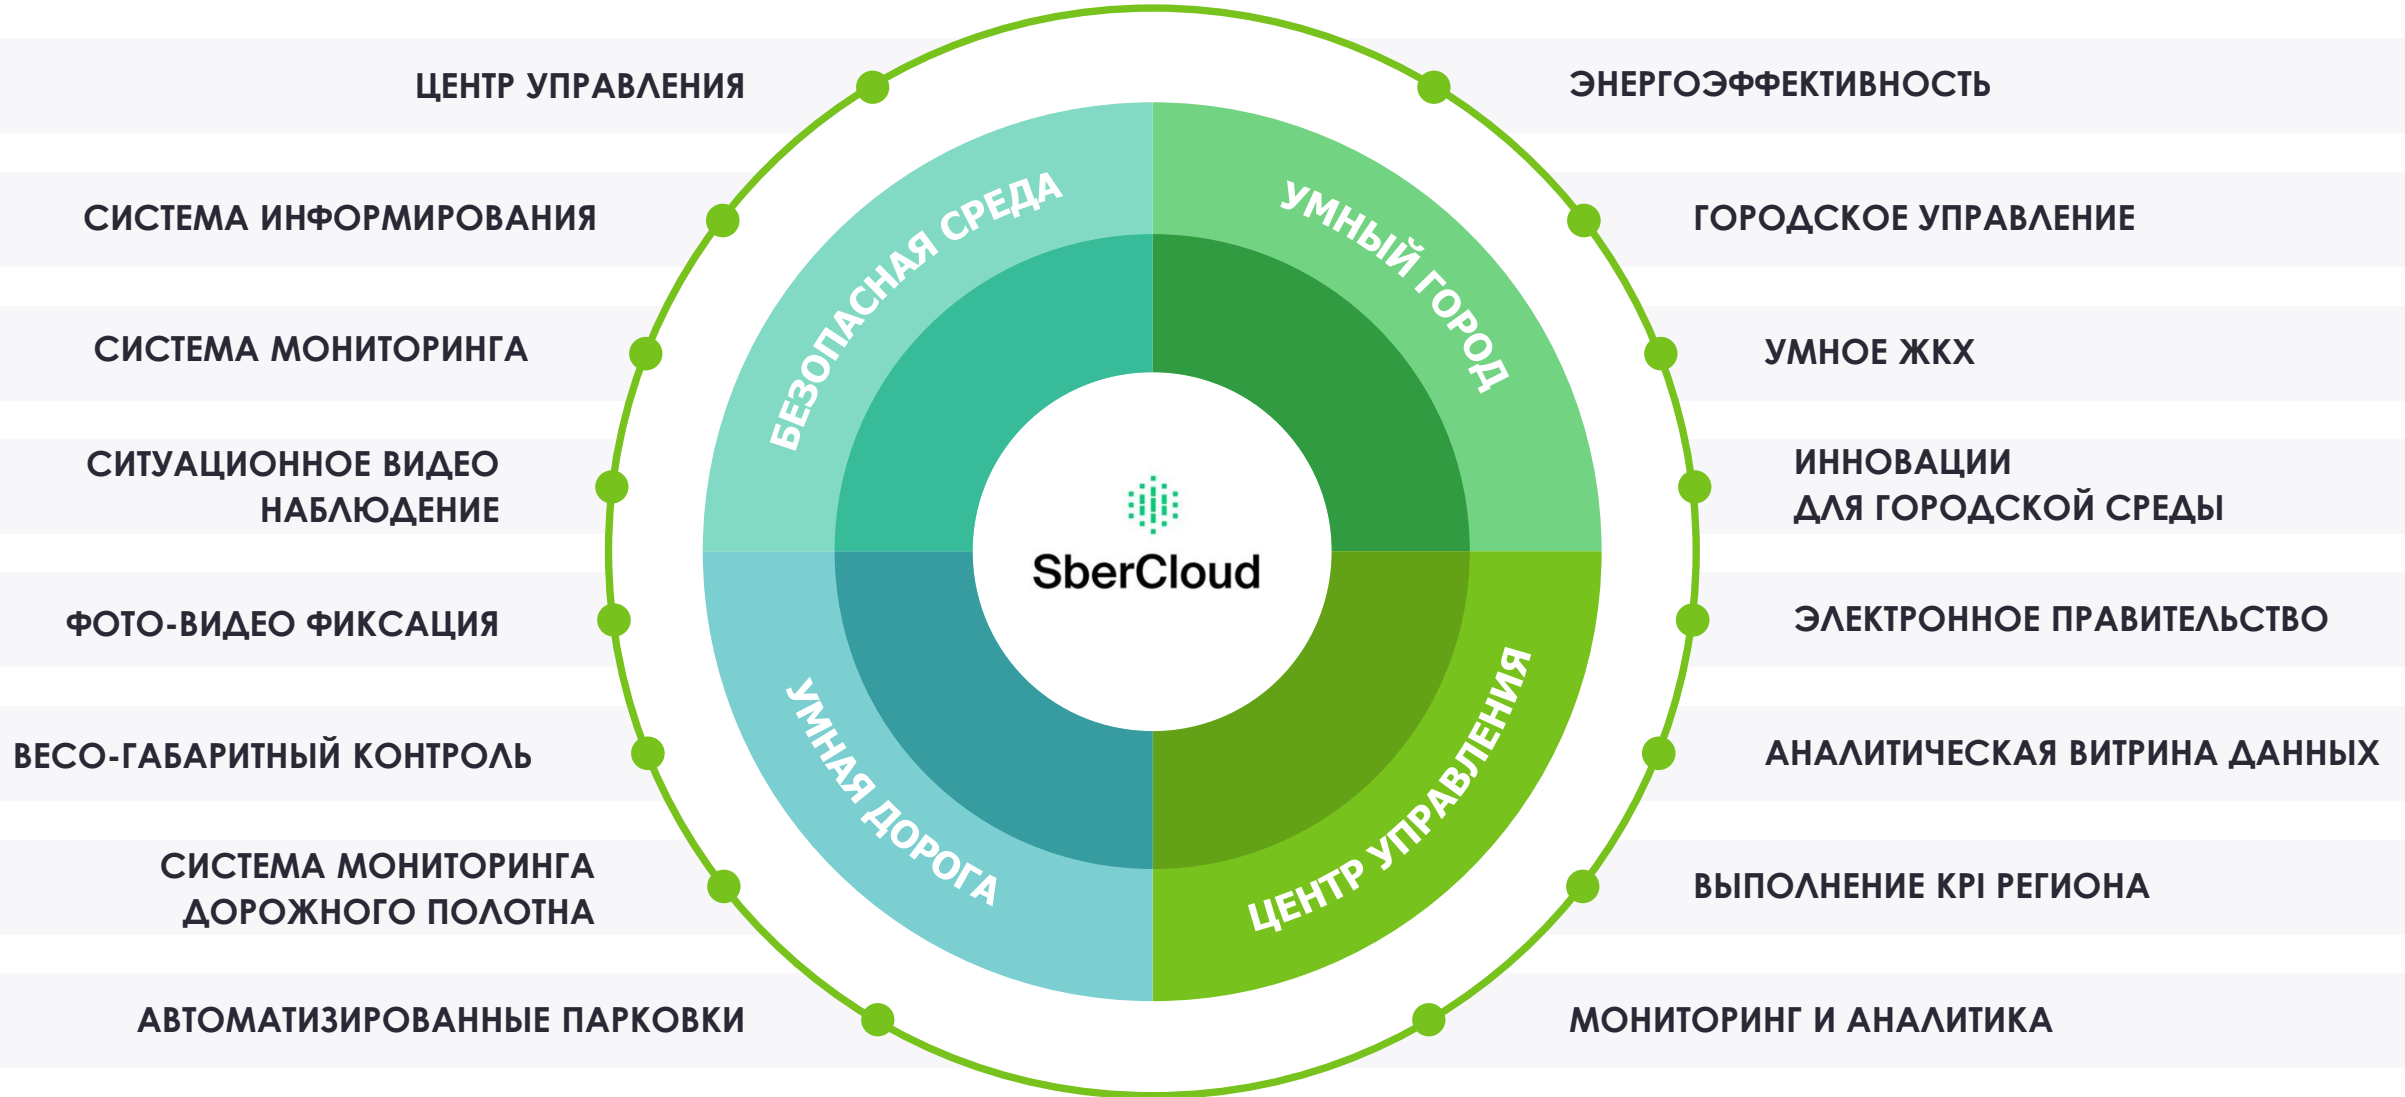 ЦЕНТР УПРАВЛЕНИЯ
СИСТЕМА ИНФОРМИРОВАНИЯ
СИСТЕМА МОНИТОРИНГА
СИТУАЦИОННОЕ ВИДЕО
НАБЛЮДЕНИЕ
ФОТО-ВИДЕО ФИКСАЦИЯ
ВЕСО-ГАБАРИТНЫЙ КОНТРОЛЬ
СИСТЕМА МОНИТОРИНГА
ДОРОЖНОГО ПОЛОТНА
АВТОМАТИЗИРОВАННЫЕ ПАРКОВКИ
БЕЗОПАСНАЯ СРЕДА
УМНЫЙ ГОРОД
SberCloud
УМНАЯ ДОРОГА
ЦЕНТР УПРАВЛЕНИЯ
ЭНЕРГОЭФФЕКТИВНОСТЬ
ГОРОДСКОЕ УПРАВЛЕНИЕ
УМНОЕ ЖКХ
ИННОВАЦИИ
ДЛЯ ГОРОДСКОЙ СРЕДЫ
ЭЛЕКТРОННОЕ ПРАВИТЕЛЬСТВО
АНАЛИТИЧЕСКАЯ ВИТРИНА ДАННЫХ
ВЫПОЛНЕНИЕ KPI РЕГИОНА
МОНИТОРИНГ И АНАЛИТИКА